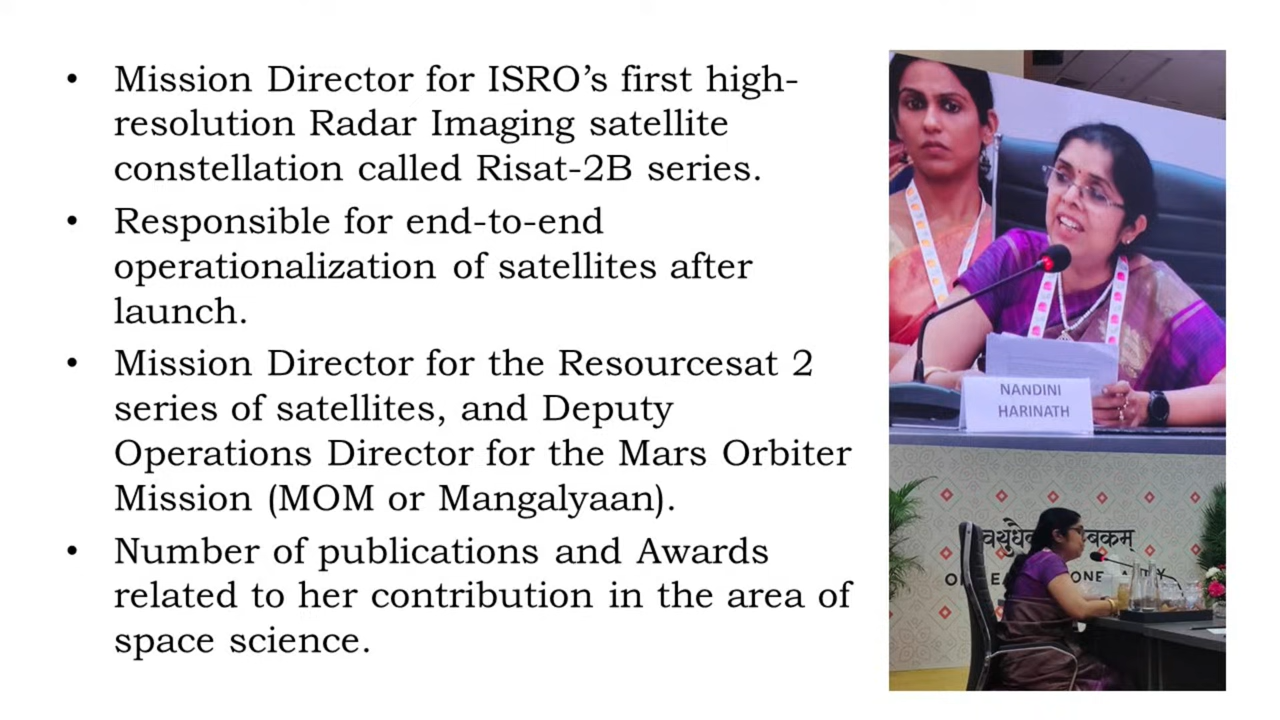 • Mission Director for ISRO’s first high-
resolution Radar Imaging satellite
constellation called Risat-2B series.
• Responsible for end-to-end
operationalization of satellites after
launch.
• Mission Director for the Resourcesat 2
series of satellites, and Deputy
Operations Director for the Mars Orbiter
Mission (MOM or Mangalyaan).
• Number of publications and Awards
related to her contribution in the area of
space science.
NANDINI
HARINATH